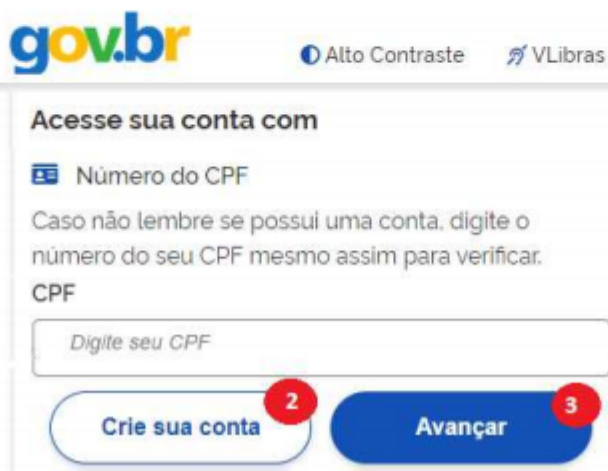 gov.br
Alto Contraste VLibras
Acesse sua conta com
Número do CPF
Caso não lembre se possui uma conta, digite o
número do seu CPF mesmo assim para verificar.
CPF
Digite seu CPF
Crie sua conta 2 Avançar 3